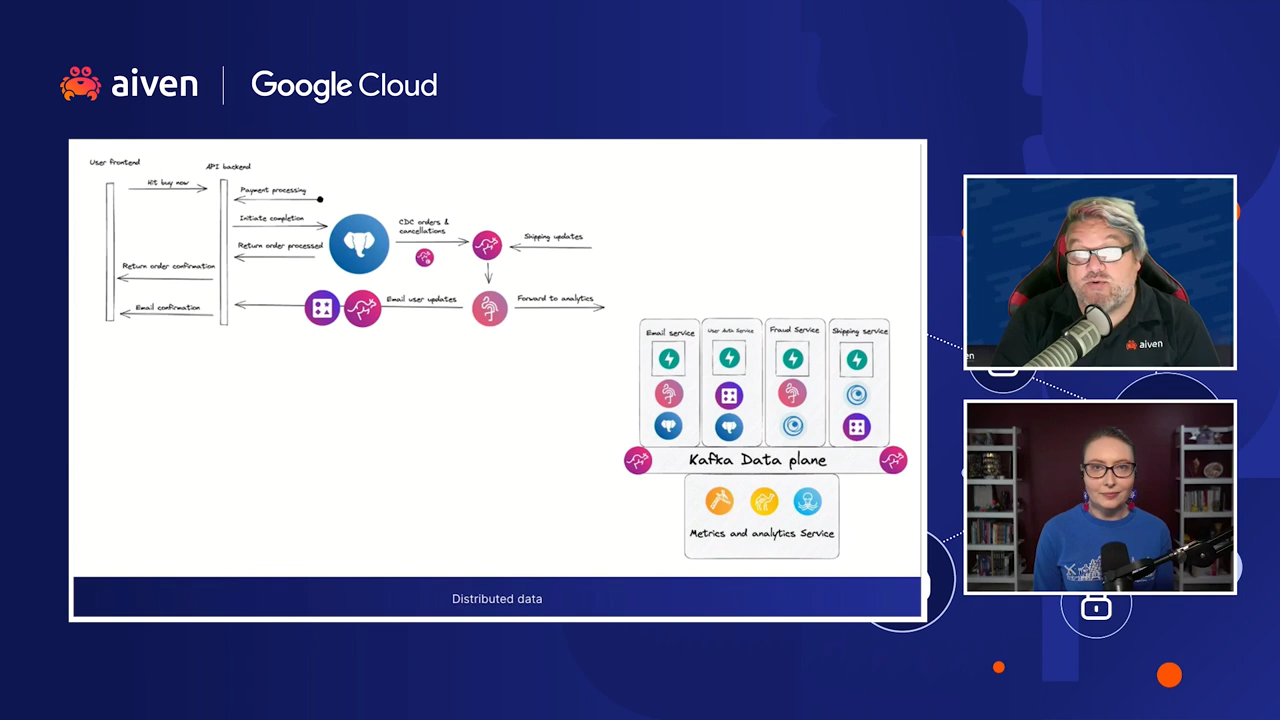 aiven
Google Cloud
User frontend
API backend
Hit buy now
Payment processing
Initiate completion
CDC orders &
cancellations
Shipping updates
Return order processed
Return order confirmation
Email user updates
Forward to analytics
Email confirmation
Email service
User data Service
Fraud Service
Shipping service
Kafka Data plane
Metrics and analytics Service
Distributed data
aiven
en